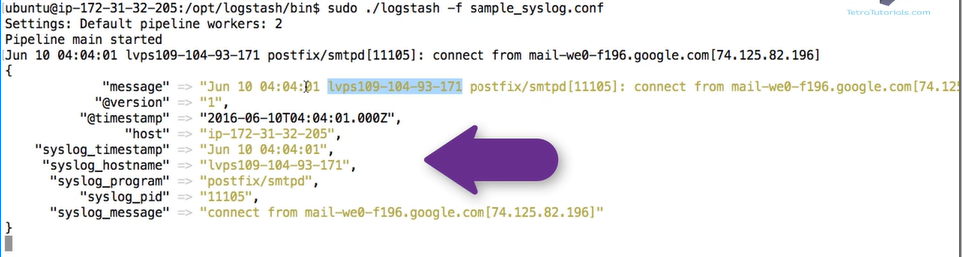 TetraTutorials.com
ubuntu@ip-172-31-32-205:/opt/logstash/bin$ sudo ./logstash -f sample_syslog.conf
Settings: Default pipeline workers: 2
Pipeline main started
Jun 10 04:04:01 lvps109-104-93-171 postfix/smtpd[11105]: connect from mail-we0-f196.google.com[74.125.82.196]
{
"message" => "Jun 10 04:04:01 lvps109-104-93-171 postfix/smtpd[11105]: connect from mail-we0-f196.google.com[74.125
"@version" => "1",
"@timestamp" => "2016-06-10T04:04:01.000Z",
"host" => "ip-172-31-32-205",
"syslog_timestamp" => "Jun 10 04:04:01",
"syslog_hostname" => "lvps109-104-93-171",
"syslog_program" => "postfix/smtpd",
"syslog_pid" => "11105",
"syslog_message" => "connect from mail-we0-f196.google.com[74.125.82.196]"
}